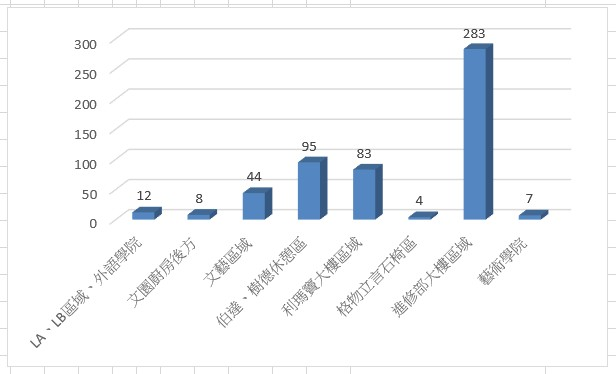 300
250
200
150
100
50
0
12
8
44
95
83
4
283
7
LA、LB區域、外語學院
文園廚房後方
文藝區域
伯達、樹德休憩區
利瑪竇大樓區域
格物立言石椅區
進修部大樓區域
藝術學院